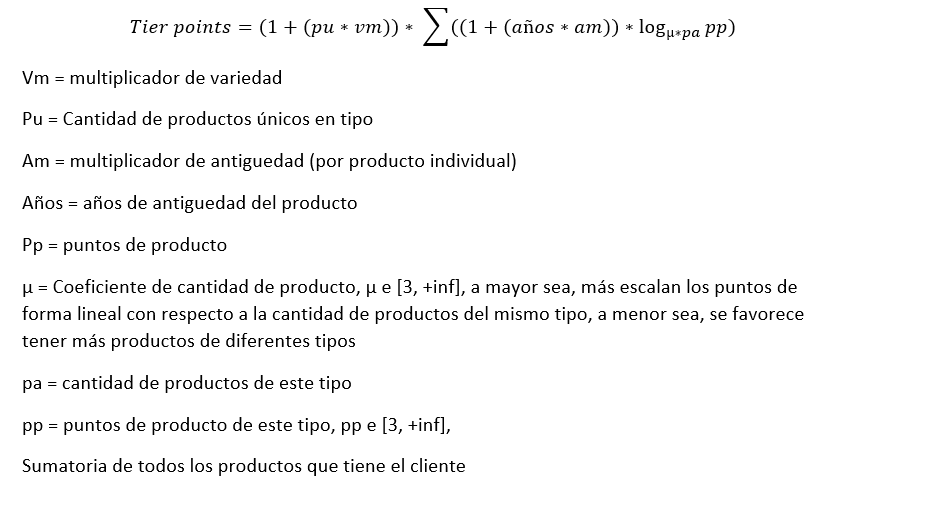 Tier points = (1 + (pu * vm)) * ∑((1 + (años * am)) * log_{μ*pa} pp)
Vm = multiplicador de variedad
Pu = Cantidad de productos únicos en tipo
Am = multiplicador de antiguedad (por producto individual)
Años = años de antiguedad del producto
Pp = puntos de producto
μ = Coeficiente de cantidad de producto, μ e [3, +inf], a mayor sea, más escalan los puntos de
forma lineal con respecto a la cantidad de productos del mismo tipo, a menor sea, se favorece
tener más productos de diferentes tipos
pa = cantidad de productos de este tipo
pp = puntos de producto de este tipo, pp e [3, +inf],
Sumatoria de todos los productos que tiene el cliente